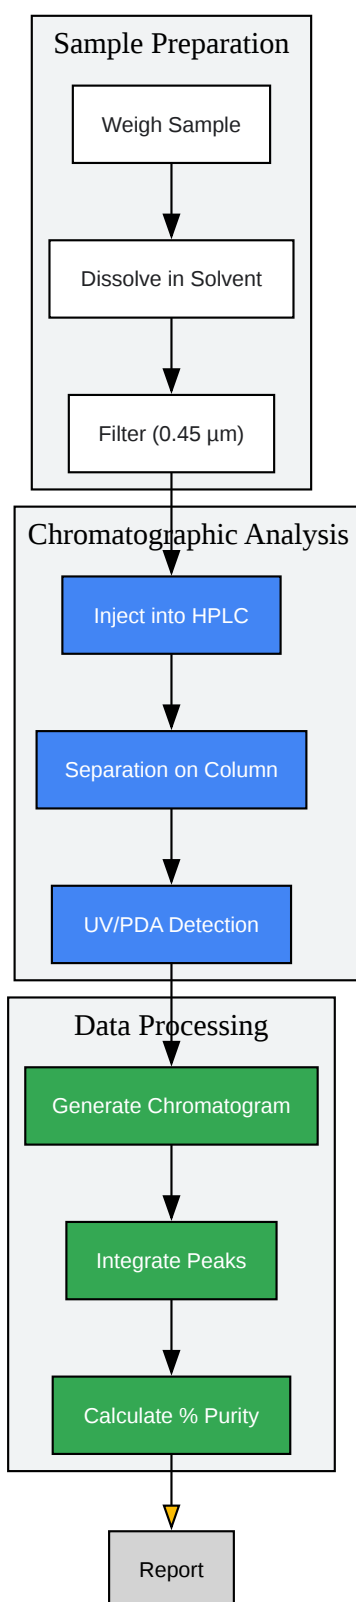 Sample Preparation
Weigh Sample
Dissolve in Solvent
Filter (0.45 µm)
Chromatographic Analysis
Inject into HPLC
Separation on Column
UV/PDA Detection
Data Processing
Generate Chromatogram
Integrate Peaks
Calculate % Purity
Report